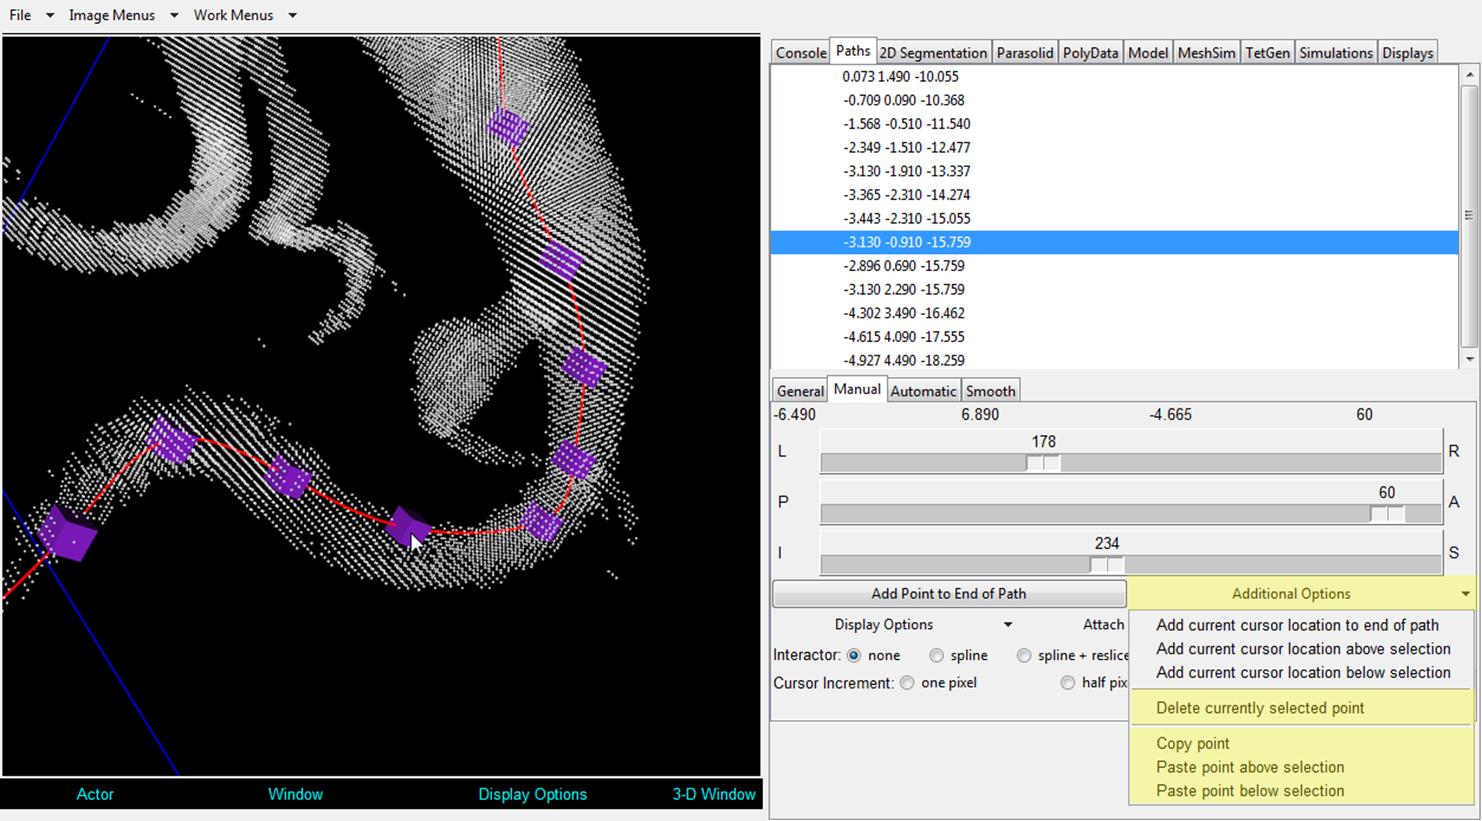 File Image Menus Work Menus
Console Paths 2D Segmentation Parasolid PolyData Model MeshSim TetGen Simulations Displays
0.073 1.490 -10.055
-0.709 0.090 -10.368
-1.568 -0.510 -11.540
-2.349 -1.510 -12.477
-3.130 -1.910 -13.337
-3.365 -2.310 -14.274
-3.443 -2.310 -15.055
-3.130 -0.910 -15.759
-2.896 0.690 -15.759
-3.130 2.290 -15.759
-4.302 3.490 -16.462
-4.615 4.090 -17.555
-4.927 4.490 -18.259
General Manual Automatic Smooth
-6.490 6.890 -4.665 60
178
L R
60
P A
234
I S
Add Point to End of Path Additional Options
Display Options Attach
Add current cursor location to end of path
Add current cursor location above selection
Add current cursor location below selection
Interactor: none spline spline + reslice
Cursor Increment: one pixel half pix
Delete currently selected point
Copy point
Paste point above selection
Paste point below selection
Actor Window Display Options 3-D Window